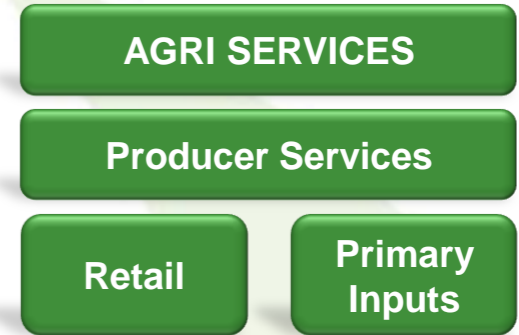 AGRI SERVICES
Producer Services
Retail
Primary
Inputs